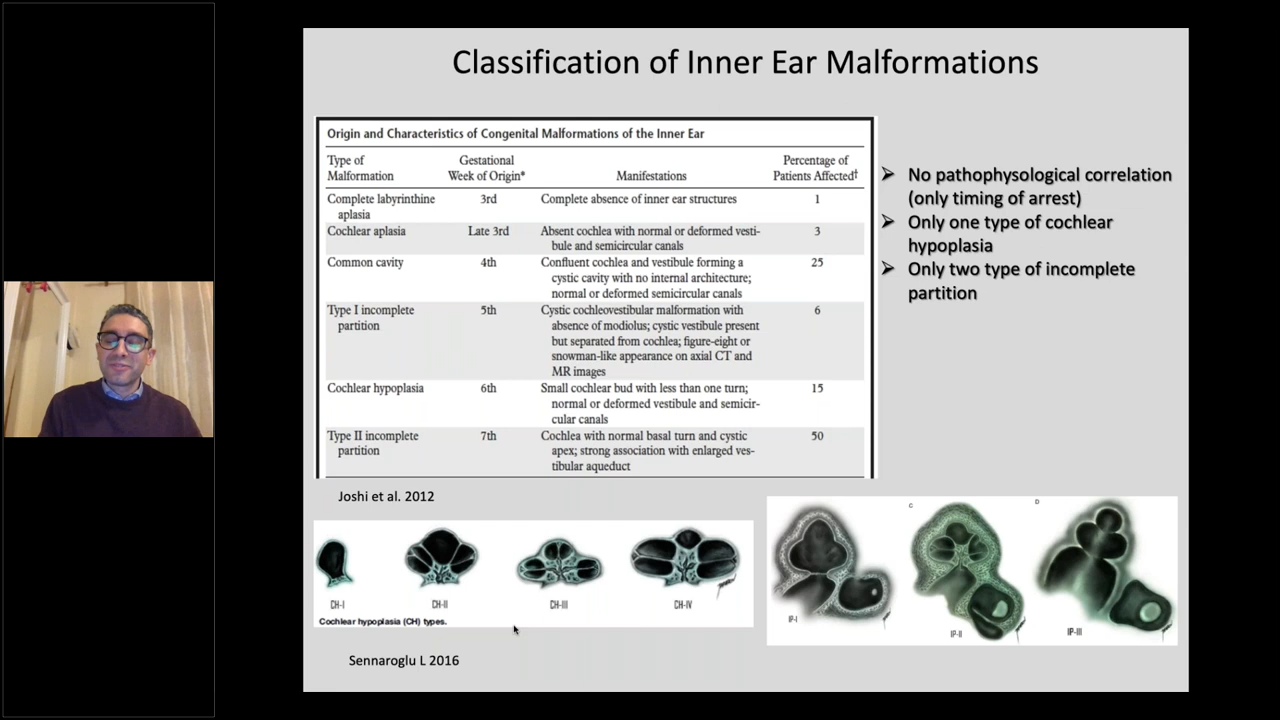 Classification of Inner Ear Malformations
Origin and Characteristics of Congenital Malformations of the Inner Ear
Type of Malformation
Gestational Week of Origin*
Manifestations
Percentage of Patients Affected†
Complete labyrinthine aplasia
3rd
Complete absence of inner ear structures
1
Cochlear aplasia
Late 3rd
Absent cochlea with normal or deformed vesti-
bule and semicircular canals
3
Common cavity
4th
Confluent cochlea and vestibule forming a
cystic cavity with no internal architecture;
normal or deformed semicircular canals
25
Type I incomplete
partition
5th
Cystic cochleovestibular malformation with
absence of modiolus; cystic vestibule present
but separated from cochlea; figure-eight or
snowman-like appearance on axial CT and
MR images
6
Cochlear hypoplasia
6th
Small cochlear bud with less than one turn;
normal or deformed vestibule and semicir-
cular canals
15
Type II incomplete
partition
7th
Cochlea with normal basal turn and cystic
apex; strong association with enlarged ves-
tibular aqueduct
50
➢ No pathophysological correlation
(only timing of arrest)
➢ Only one type of cochlear
hypoplasia
➢ Only two type of incomplete
partition
Joshi et al. 2012
CH-I
CH-II
CH-III
CH-IV
Cochlear hypoplasia (CH) types.
Sennaroglu L 2016
C
D
IP-I
IP-II
IP-III